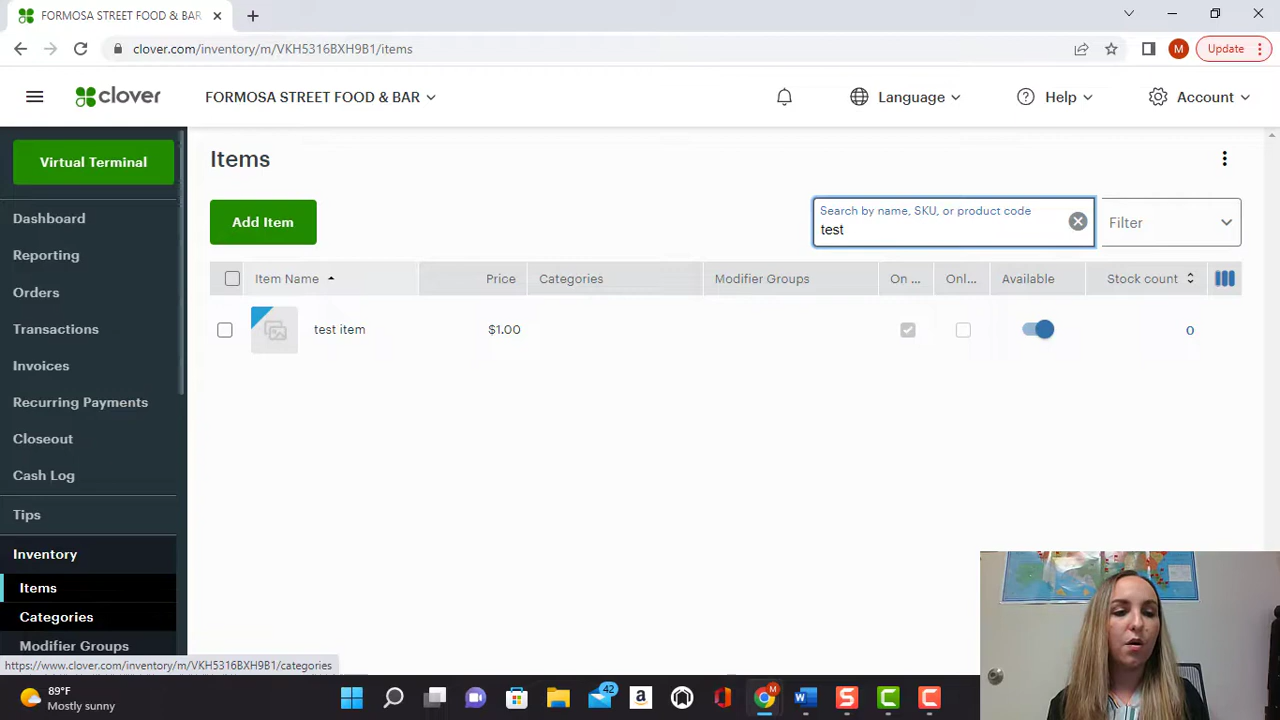 FORMOSA STREET FOOD & BAR
clover.com/inventory/m/VKH5316BXH9B1/items
M
Update
clover
FORMOSA STREET FOOD & BAR
Language
Help
Account
Virtual Terminal
Dashboard
Reporting
Orders
Transactions
Invoices
Recurring Payments
Closeout
Cash Log
Tips
Inventory
Items
Categories
Modifier Groups
Items
Add Item
Search by name, SKU, or product code
test
Filter
Item Name Price Categories Modifier Groups On ... Onl... Available Stock count
test item $1.00 0
https://www.clover.com/inventory/m/VKH5316BXH9B1/categories
89°F
Mostly sunny
42
a
M
W
S
C
C